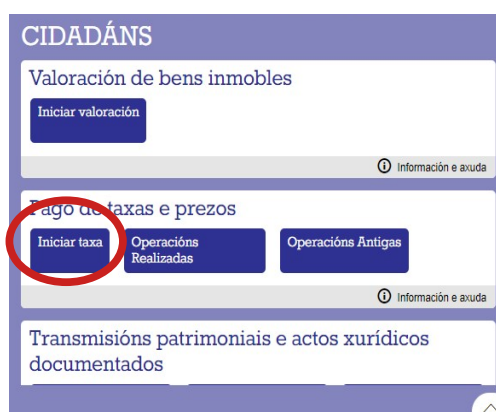 CIDADÁNS
Valoración de bens inmobles
Iniciar valoración
Información e axuda
Pago de taxas e prezos
Iniciar taxa
Operacións
Realizadas
Operacións Antigas
Información e axuda
Transmisións patrimoniais e actos xurídicos
documentados